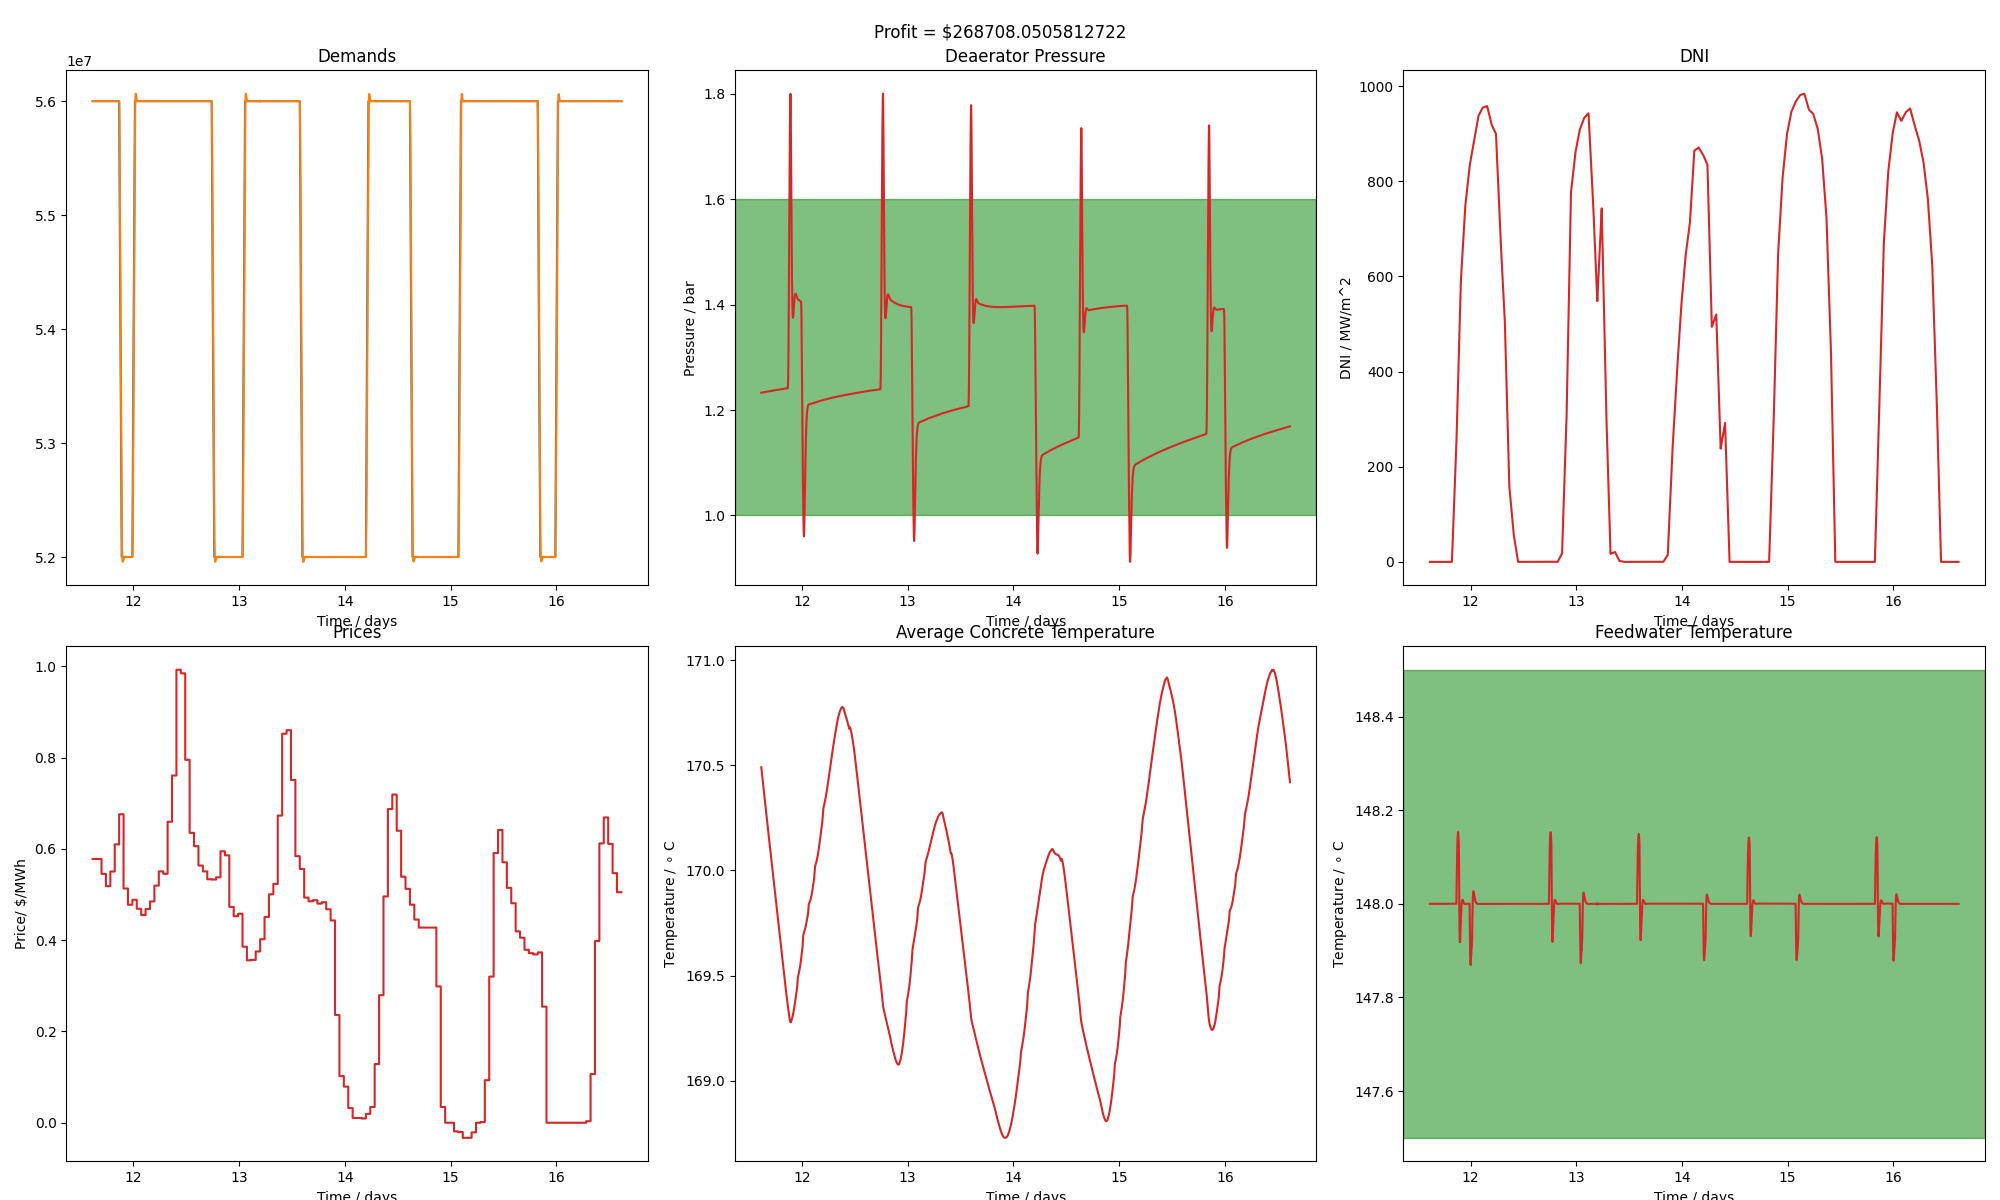 Profit = $268708.0505812722
Demands
1e7
5.6
5.5
5.4
5.3
5.2
12 13 14 15 16
Time / days
Deaerator Pressure
Pressure / bar
1.8
1.6
1.4
1.2
1.0
12 13 14 15 16
Time / days
DNI
DNI / MW/m^2
1000
800
600
400
200
0
12 13 14 15 16
Time / days
Prices
Price/ $/MWh
1.0
0.8
0.6
0.4
0.2
0.0
12 13 14 15 16
Time / days
Average Concrete Temperature
Temperature / ∘ C
171.0
170.5
170.0
169.5
169.0
12 13 14 15 16
Time / days
Feedwater Temperature
Temperature / ∘ C
148.4
148.2
148.0
147.8
147.6
12 13 14 15 16
Time / days